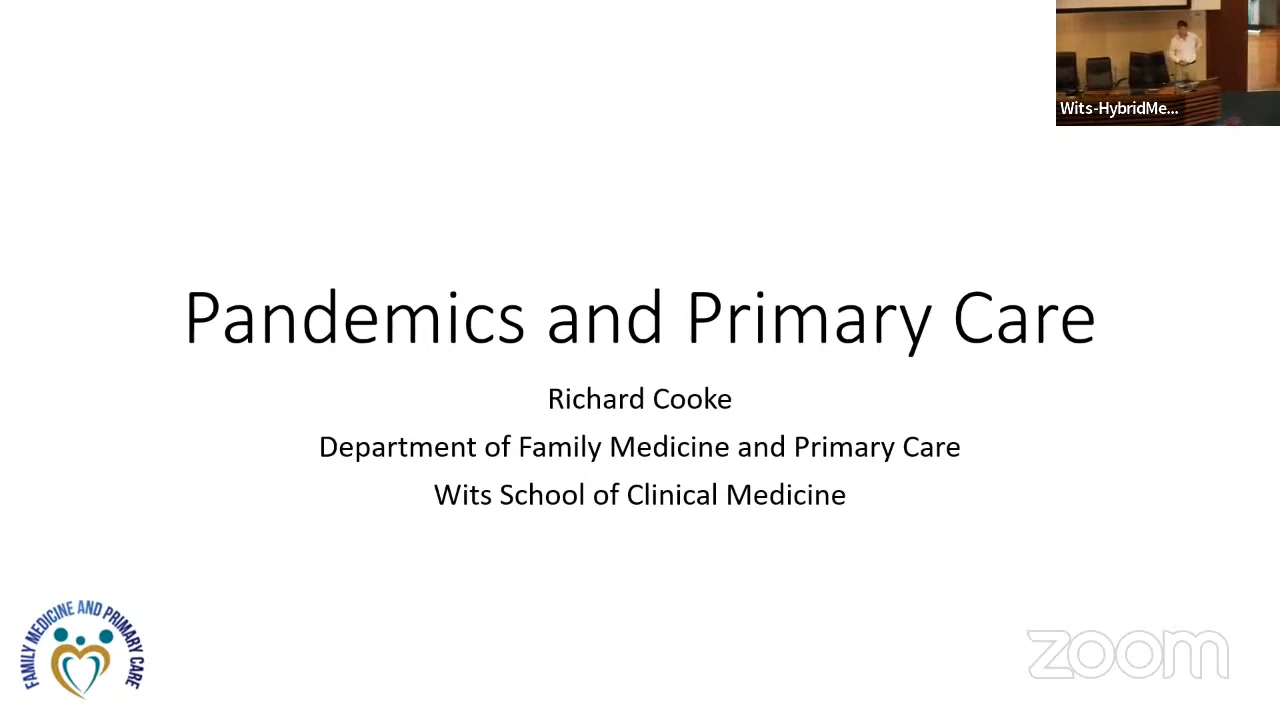 Wits-HybridMe...
Pandemics and Primary Care
Richard Cooke
Department of Family Medicine and Primary Care
Wits School of Clinical Medicine
FAMILY MEDICINE AND PRIMARY CARE
zoom